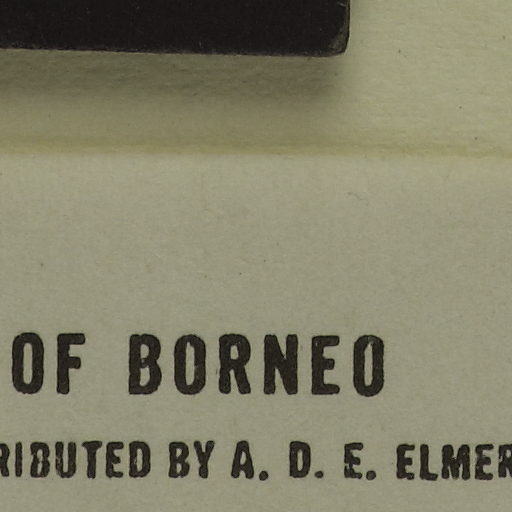 OF BORNEO
RIBUTED BY A. D. E. ELMER